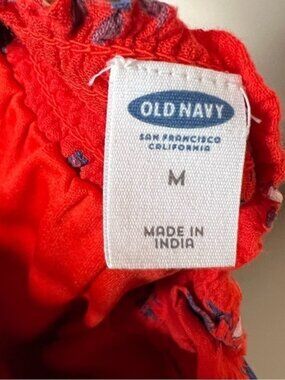 OLD NAVY
SAN FRANCISCO
CALIFORNIA
M
MADE IN
INDIA